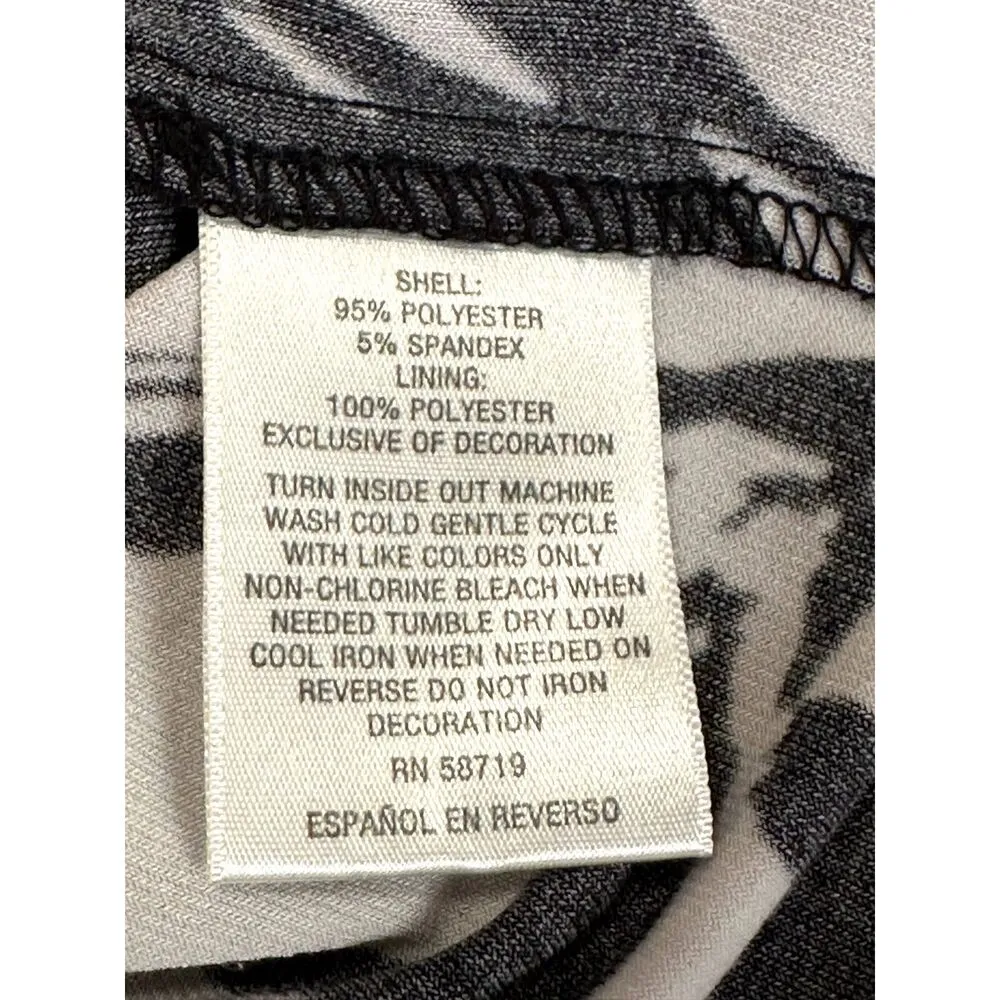 SHELL:
95% POLYESTER
5% SPANDEX
LINING:
100% POLYESTER
EXCLUSIVE OF DECORATION
TURN INSIDE OUT MACHINE
WASH COLD GENTLE CYCLE
WITH LIKE COLORS ONLY
NON-CHLORINE BLEACH WHEN
NEEDED TUMBLE DRY LOW
COOL IRON WHEN NEEDED ON
REVERSE DO NOT IRON
DECORATION
RN 58719
ESPAÑOL EN REVERSO